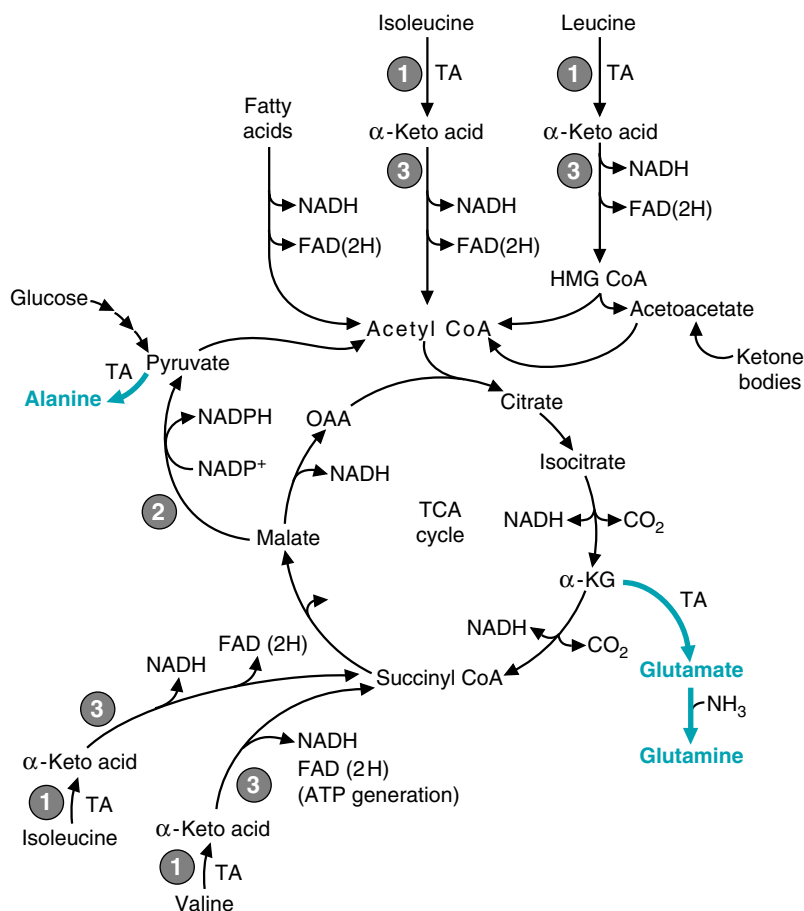 Isoleucine
Leucine
1
TA
1
TA
Fatty
acids
α-Keto acid
α-Keto acid
3
3
NADH
NADH
NADH
FAD(2H)
FAD(2H)
FAD(2H)
HMG CoA
Glucose
Acetoacetate
Acetyl CoA
Pyruvate
Ketone
bodies
TA
Alanine
Citrate
OAA
NADPH
NADP+
NADH
Isocitrate
2
TCA
cycle
NADH
CO2
Malate
α-KG
TA
NADH
CO2
FAD (2H)
NADH
Succinyl CoA
Glutamate
NH3
3
NADH
Glutamine
α-Keto acid
3
FAD (2H)
(ATP generation)
1
TA
Isoleucine
α-Keto acid
1
TA
Valine